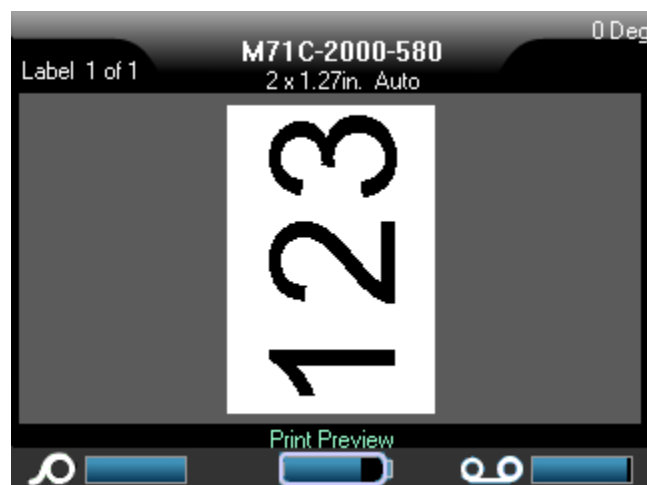 0 Deg
M71C-2000-580
Label 1 of 1
2 x 1.27in. Auto
123
Print Preview